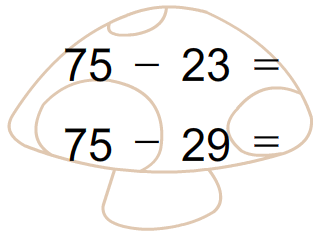 75 − 23 =
75 − 29 =